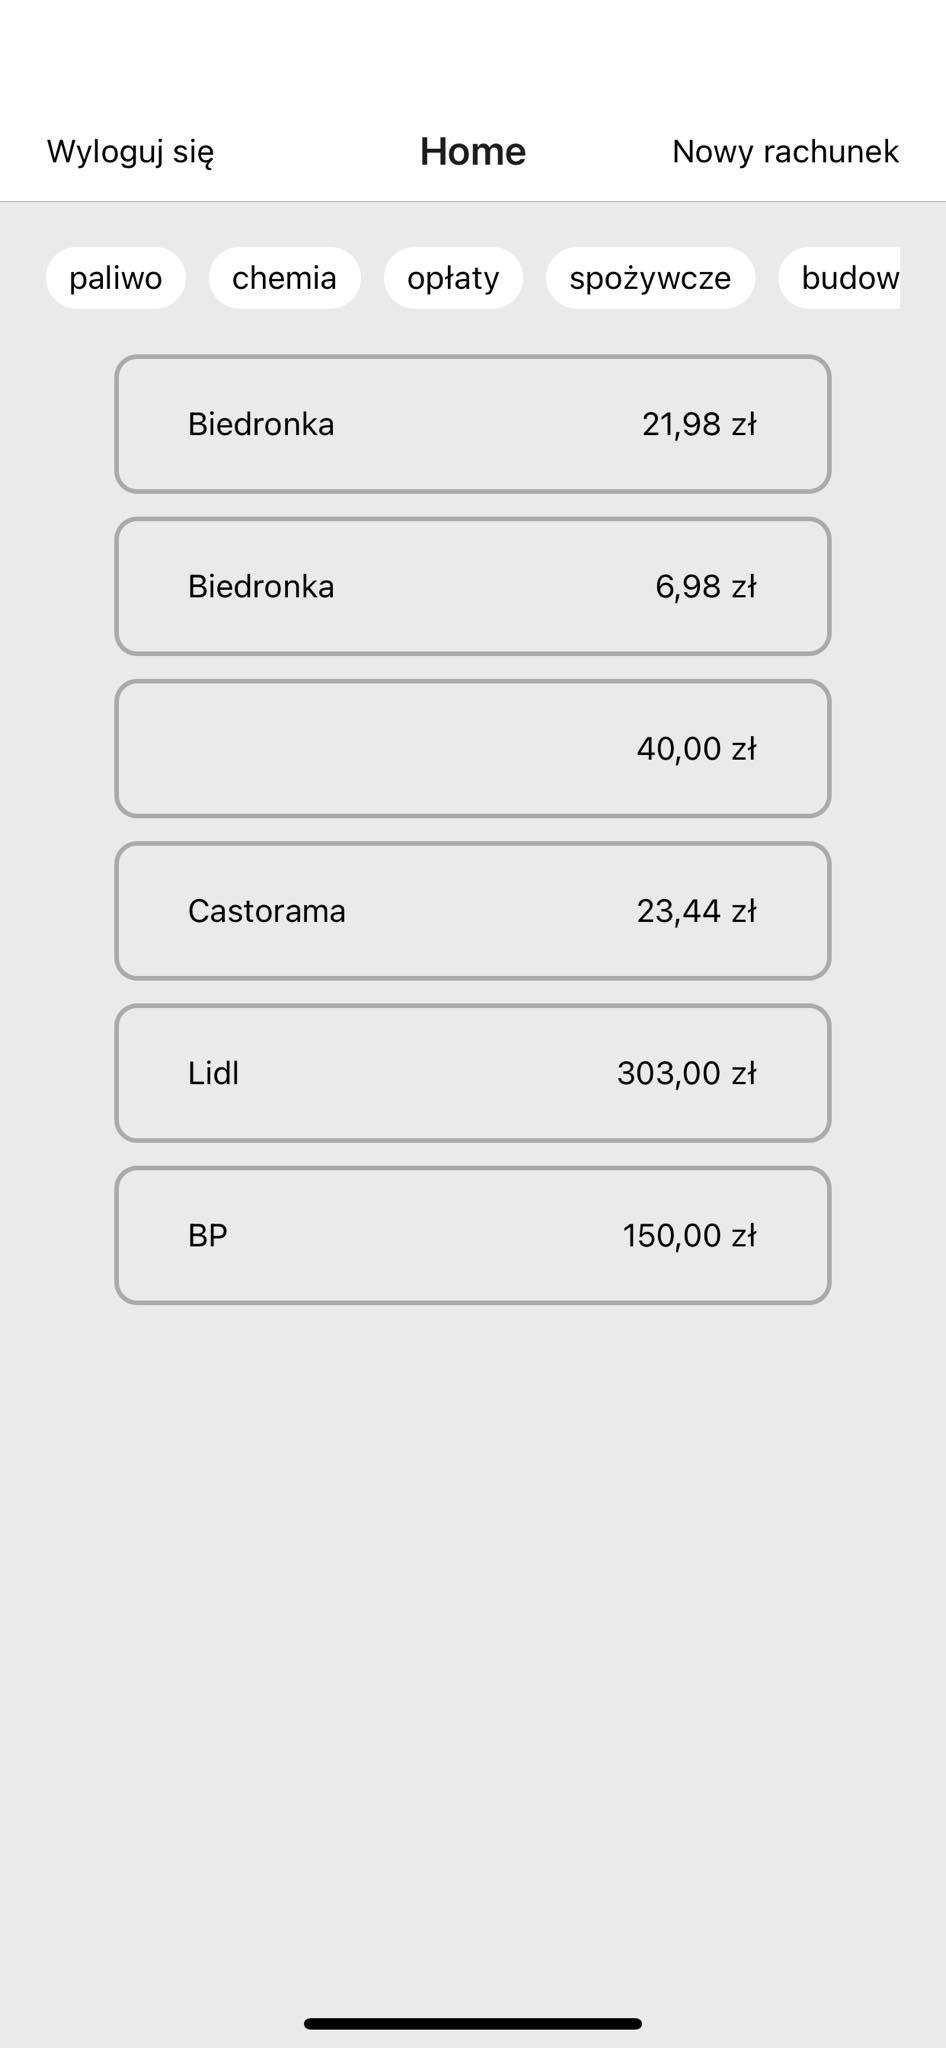 Wyloguj się Home Nowy rachunek
paliwo chemia opłaty spożywcze budow
Biedronka 21,98 zł
Biedronka 6,98 zł
40,00 zł
Castorama 23,44 zł
Lidl 303,00 zł
BP 150,00 zł